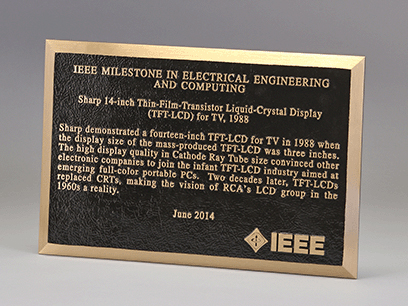 IEEE MILESTONE IN ELECTRICAL ENGINEERING
AND COMPUTING
Sharp 14-inch Thin-Film-Transistor Liquid-Crystal Display
(TFT-LCD) for TV, 1988
Sharp demonstrated a fourteen-inch TFT-LCD for TV in 1988 when
the display size of the mass-produced TFT-LCD was three inches.
The high display quality in Cathode Ray Tube size convinced other
electronic companies to join the infant TFT-LCD industry aimed at
emerging full-color portable PCs. Two decades later, TFT-LCDs
replaced CRTs, making the vision of RCA's LCD group in the
1960s a reality.
June 2014
IEEE